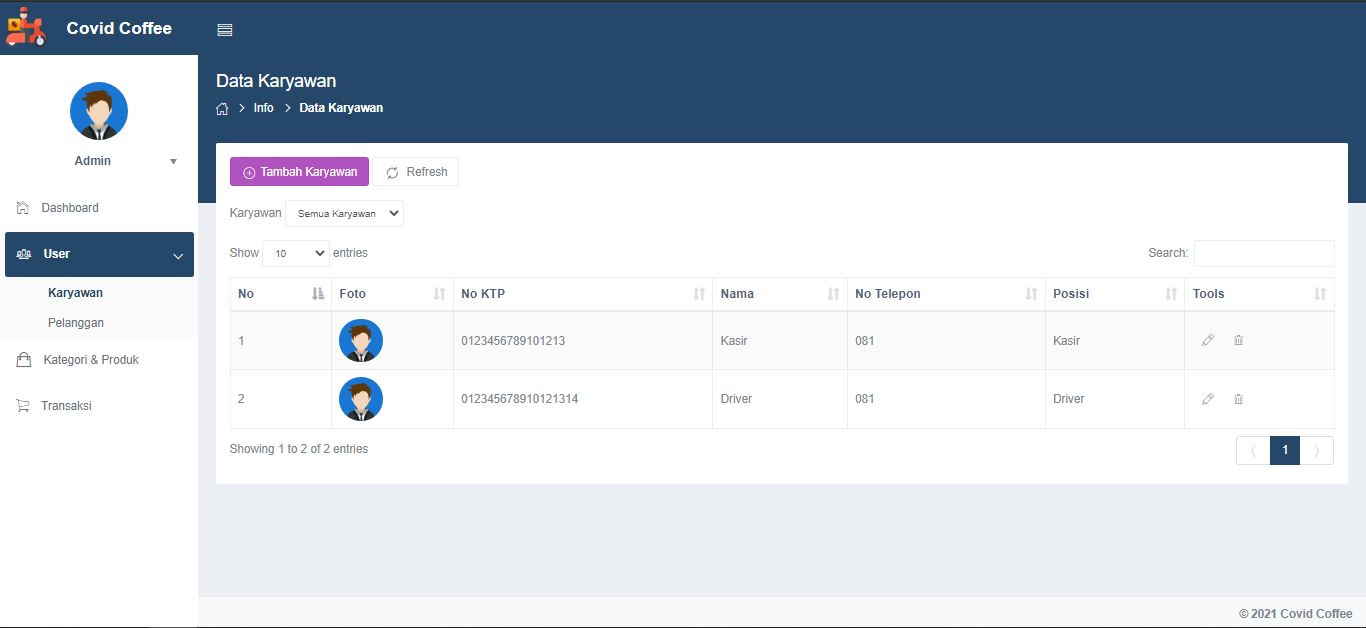 Covid Coffee
Data Karyawan
Info > Data Karyawan
Admin
Dashboard
User
Karyawan
Pelanggan
Kategori & Produk
Transaksi
Tambah Karyawan Refresh
Karyawan Semua Karyawan
Show 10 entries Search:
No Foto No KTP Nama No Telepon Posisi Tools
1 0123456789101213 Kasir 081 Kasir
2 012345678910121314 Driver 081 Driver
Showing 1 to 2 of 2 entries
1
© 2021 Covid Coffee